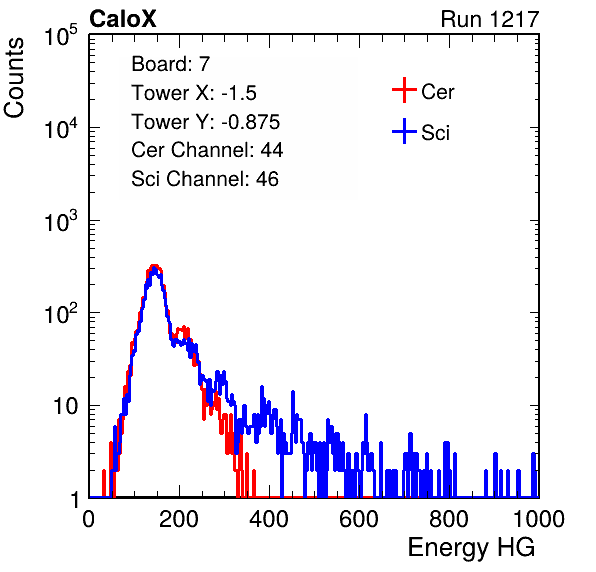 CaloX Run 1217
Counts
10^5
10^4
10^3
10^2
10
1
Board: 7
Tower X: -1.5
Tower Y: -0.875
Cer Channel: 44
Sci Channel: 46
Cer
Sci
0 200 400 600 800 1000
Energy HG